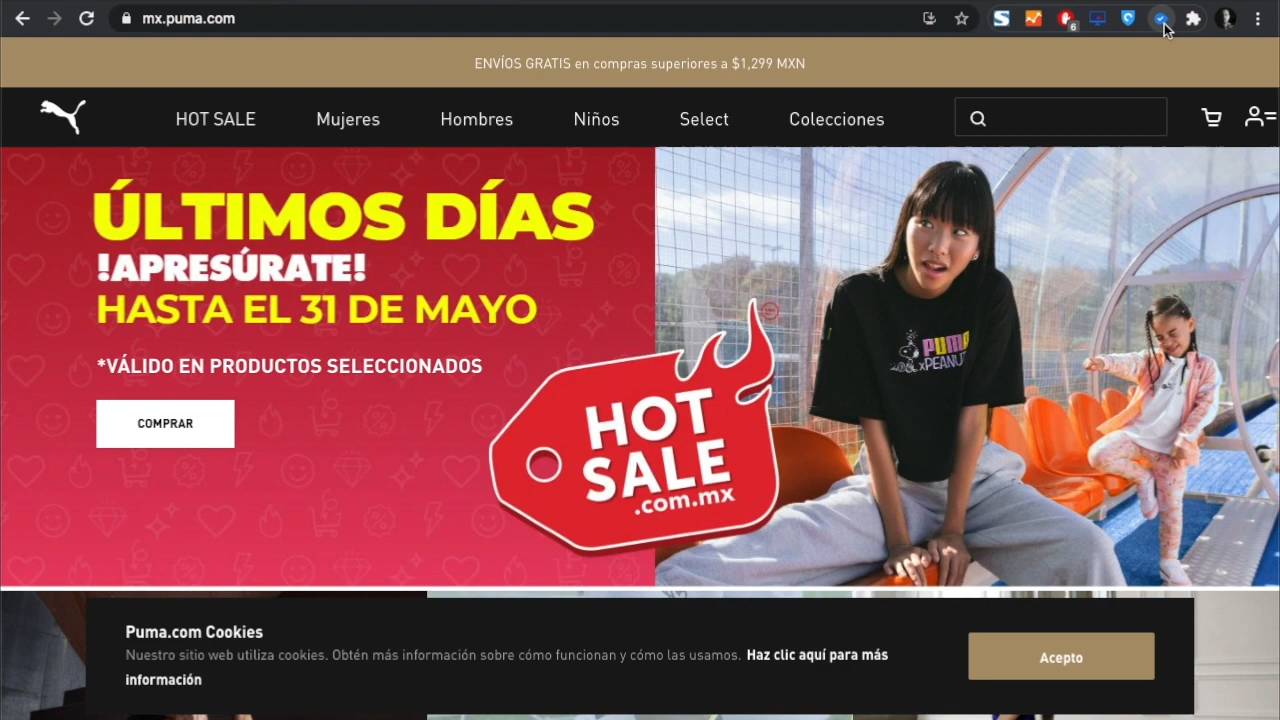 mx.puma.com
6
ENVÍOS GRATIS en compras superiores a $1,299 MXN
HOT SALE Mujeres Hombres Niños Select Colecciones
ÚLTIMOS DÍAS
!APRESÚRATE!
HASTA EL 31 DE MAYO
*VÁLIDO EN PRODUCTOS SELECCIONADOS
COMPRAR
HOT
SALE
.com.mx
PUMA
xPEANUT
Puma.com Cookies
Nuestro sitio web utiliza cookies. Obtén más información sobre cómo funcionan y cómo las usamos. Haz clic aquí para más
información
Acepto